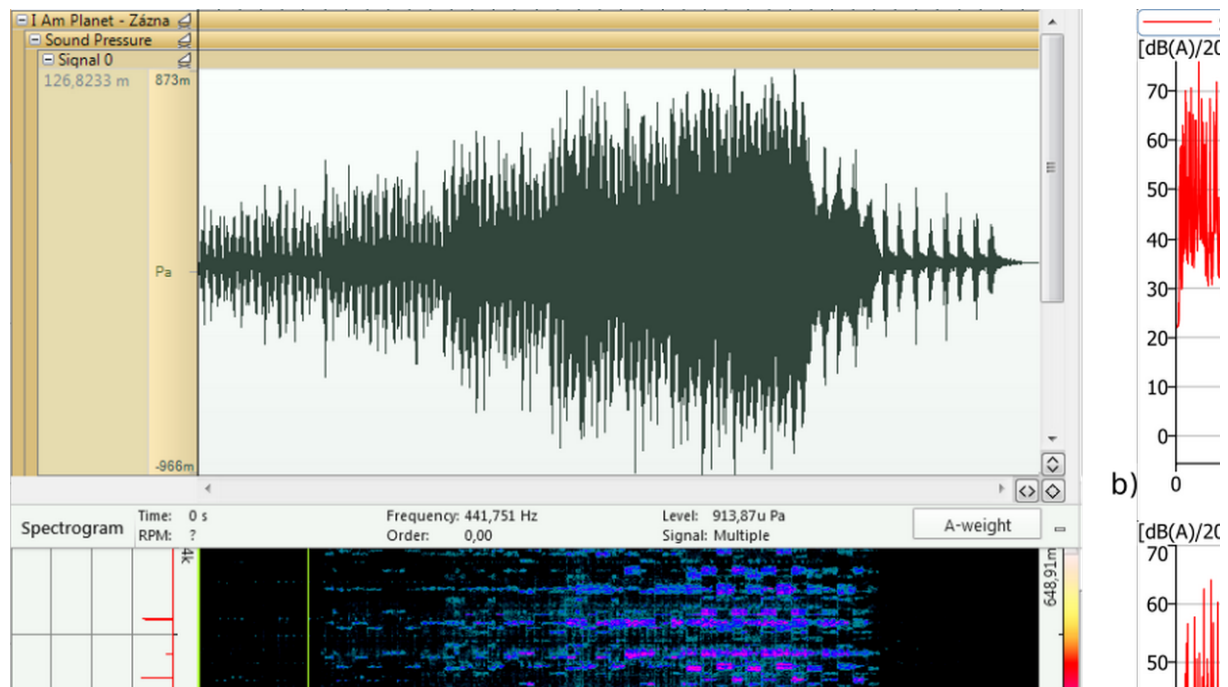 I Am Planet - Zázna
Sound Pressure
Signal 0
126,8233 m
873m
Pa
-966m
Spectrogram
Time: 0 s
RPM: ?
Frequency: 441,751 Hz
Order: 0,00
Level: 913,87u Pa
Signal: Multiple
A-weight
4k
648,91m
[dB(A)/20
70
60
50
40
30
20
10
0
0
b)
[dB(A)/20
70
60
50